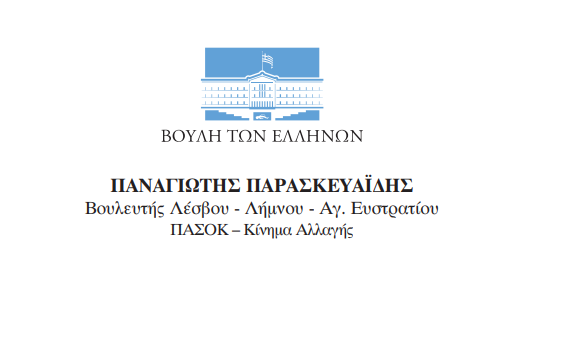 ΒΟΥΛΗ ΤΩΝ ΕΛΛΗΝΩΝ
ΠΑΝΑΓΙΩΤΗΣ ΠΑΡΑΣΚΕΥΑΪΔΗΣ
Βουλευτής Λέσβου - Λήμνου - Αγ. Ευστρατίου
ΠΑΣΟΚ – Κίνημα Αλλαγής